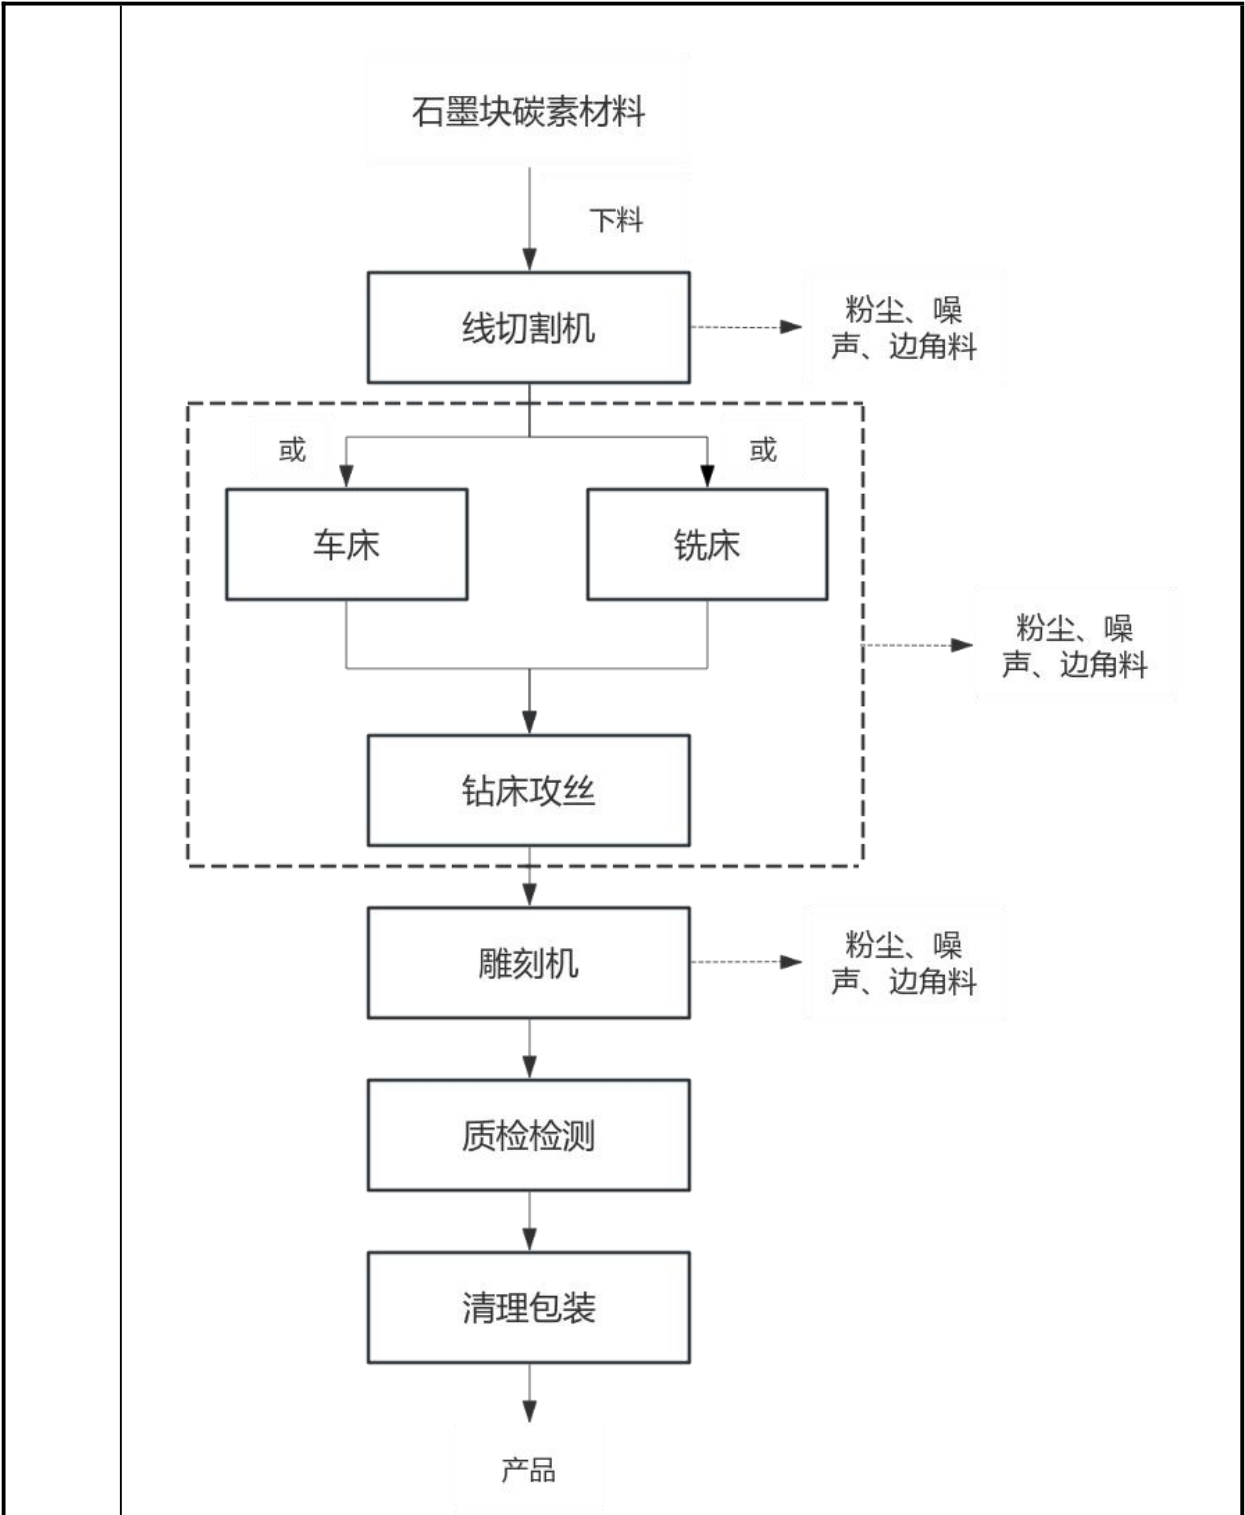 石墨块碳素材料
下料
线切割机
粉尘、噪
声、边角料
或
或
车床
铣床
粉尘、噪
声、边角料
钻床攻丝
雕刻机
粉尘、噪
声、边角料
质检检测
清理包装
产品